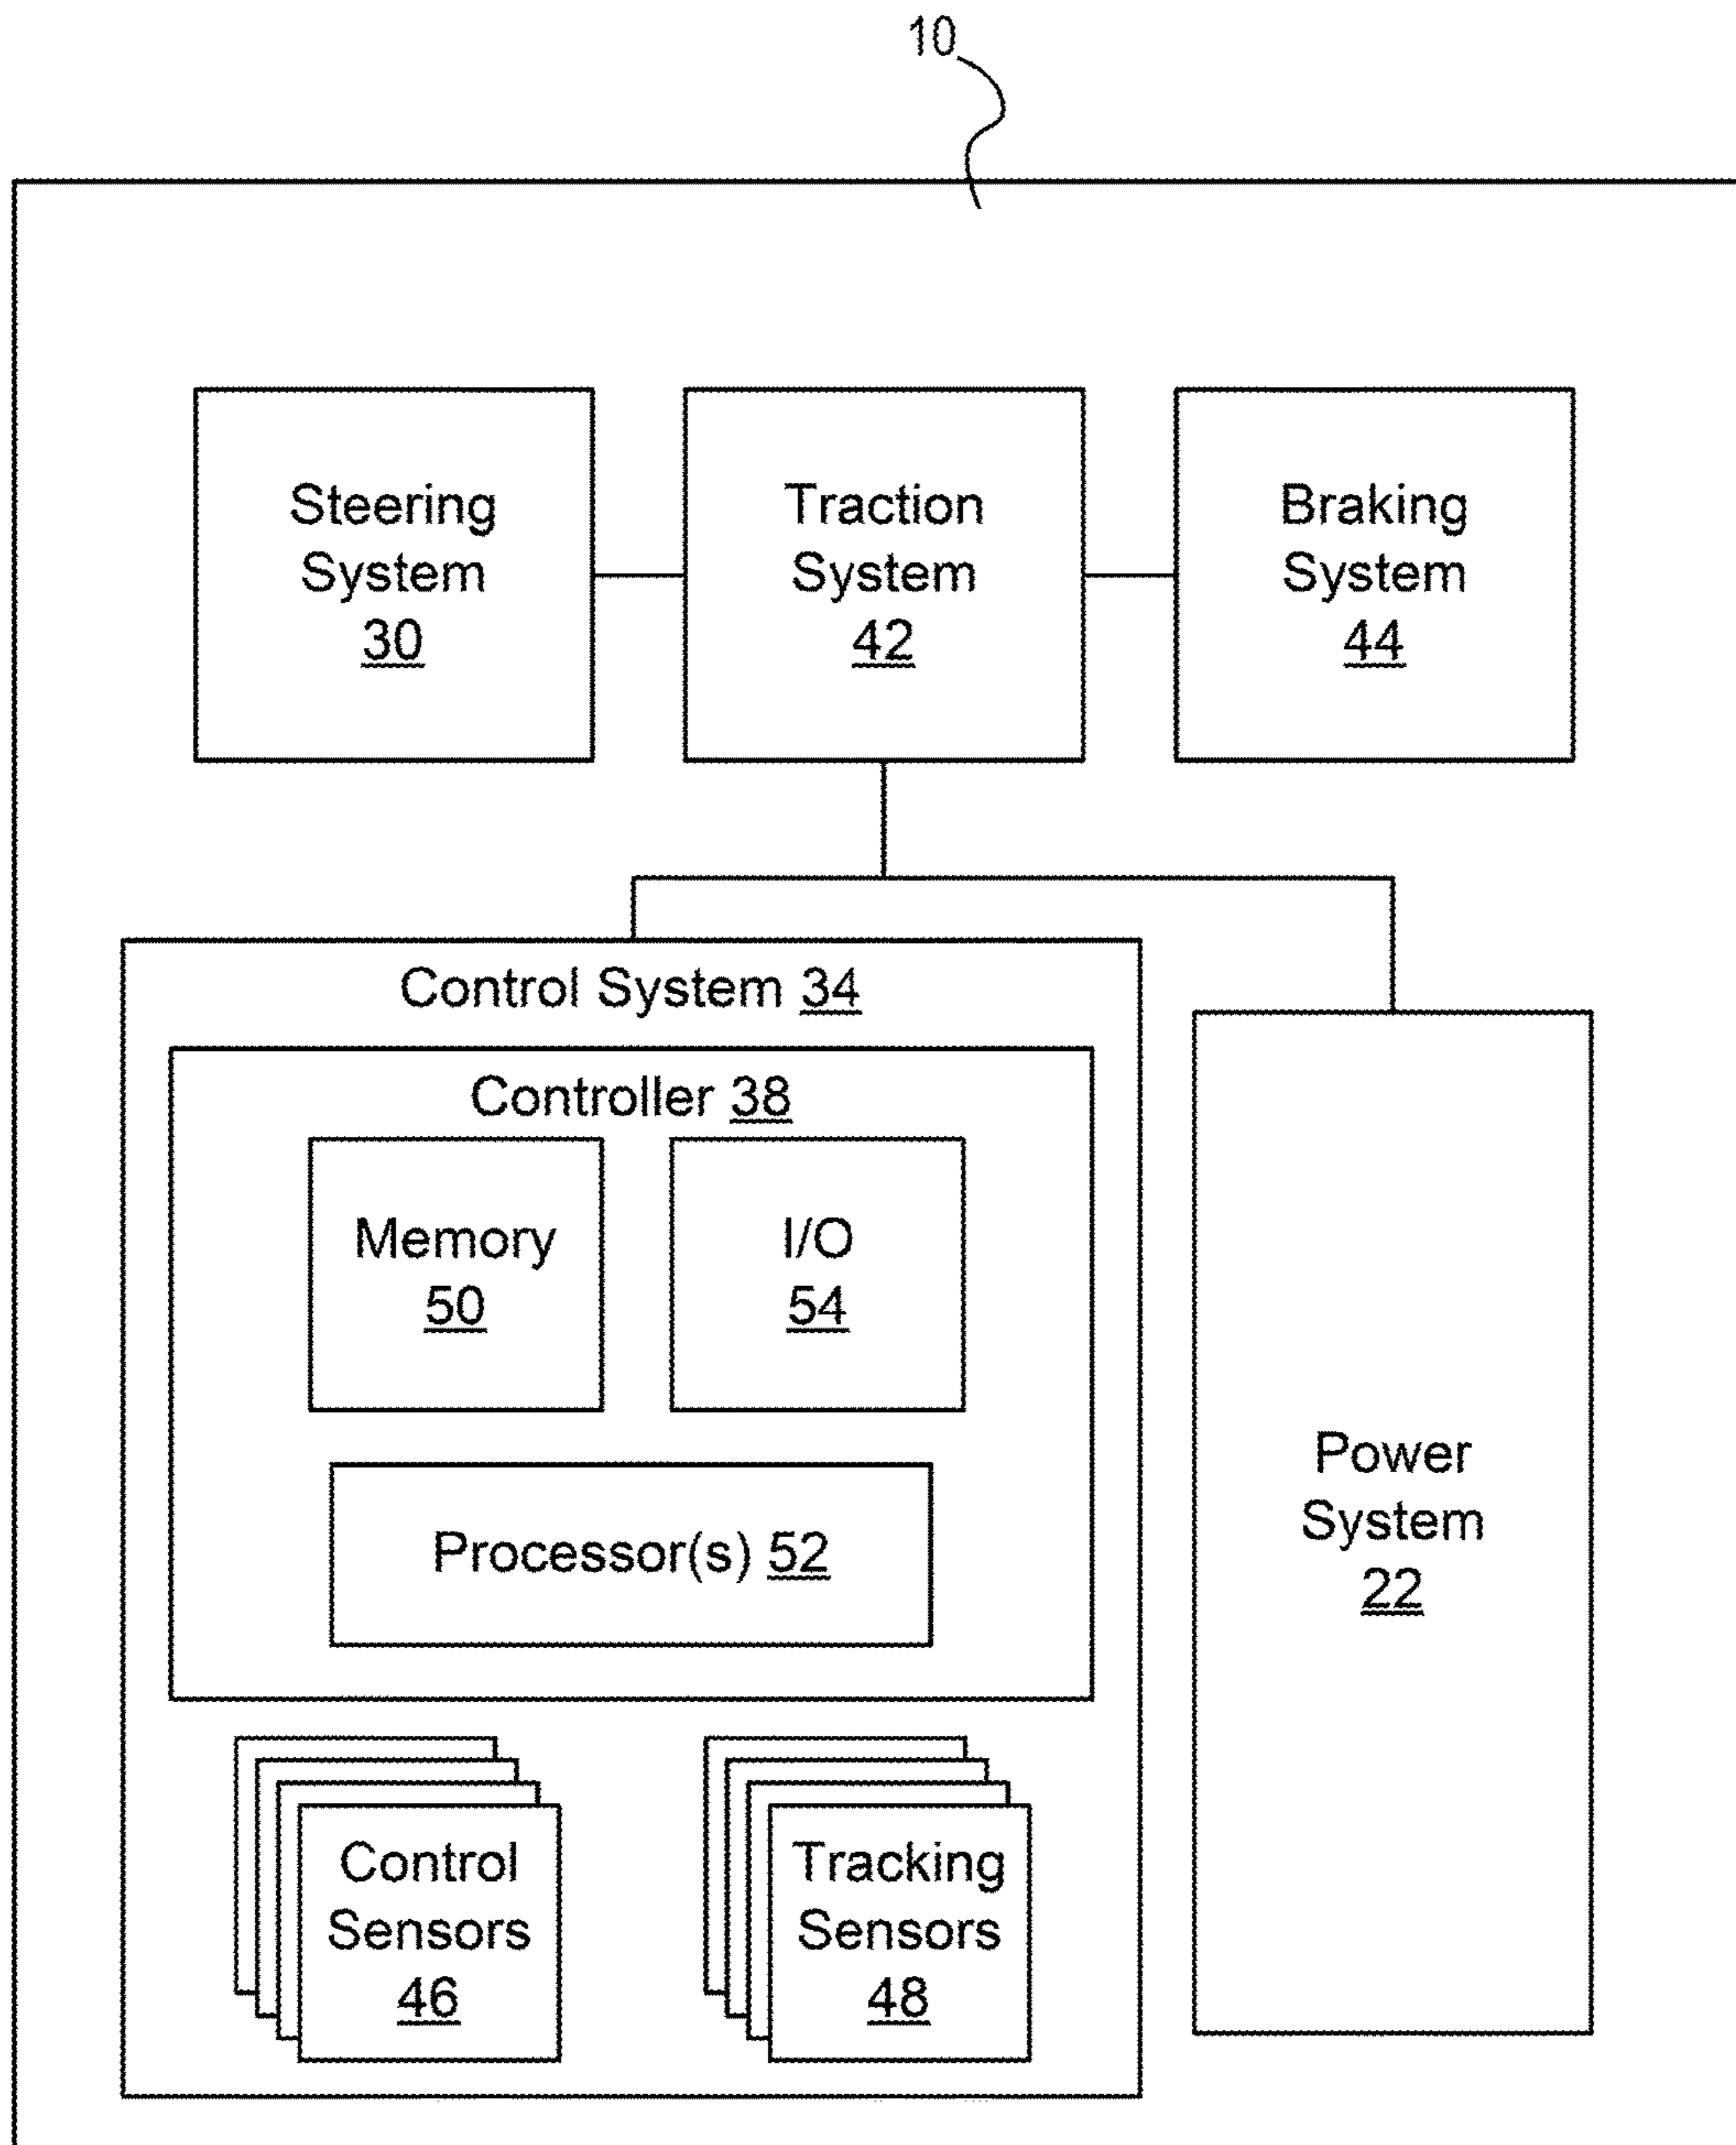 10
Steering
System
30
Traction
System
42
Braking
System
44
Control System 34
Controller 38
Memory
50
I/O
54
Processor(s) 52
Control
Sensors
46
Tracking
Sensors
48
Power
System
22